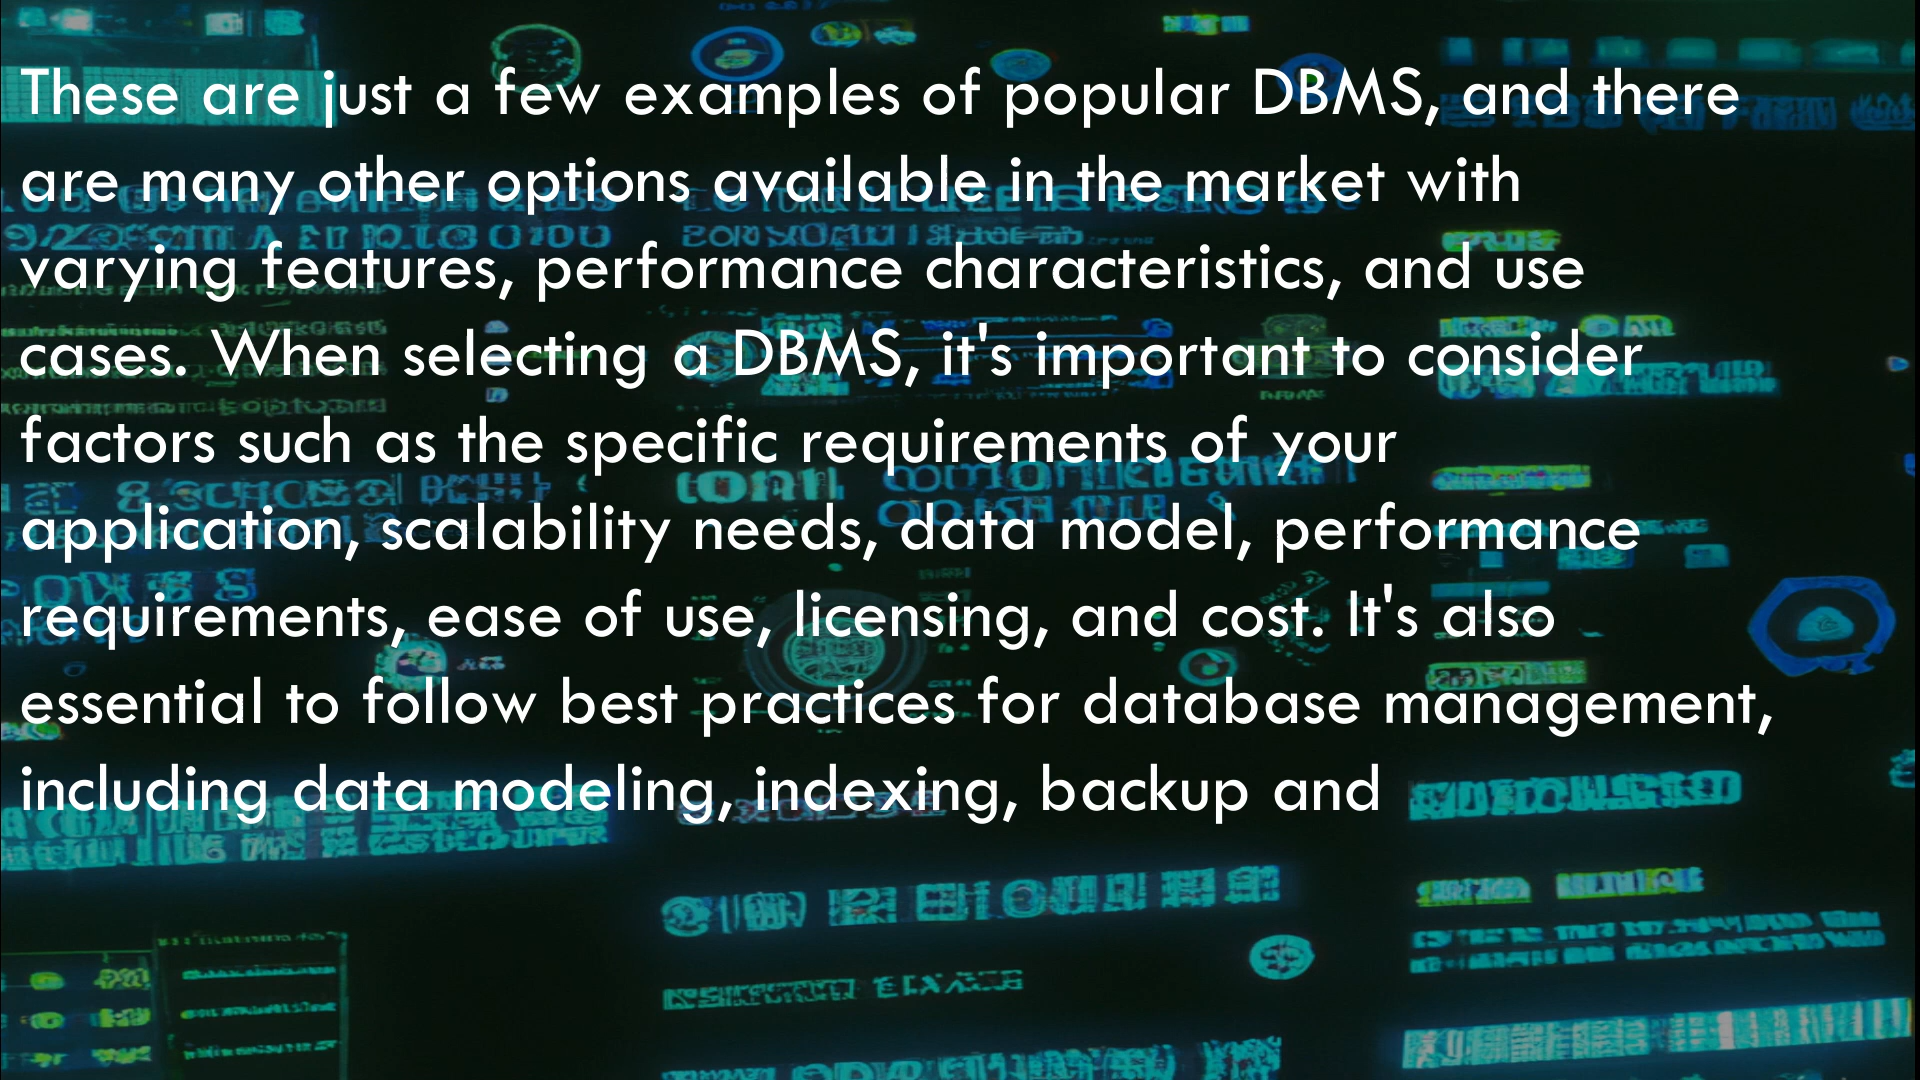 These are just a few examples of popular DBMS, and there
are many other options available in the market with
varying features, performance characteristics, and use
cases. When selecting a DBMS, it's important to consider
factors such as the specific requirements of your
application, scalability needs, data model, performance
requirements, ease of use, licensing, and cost. It's also
essential to follow best practices for database management,
including data modeling, indexing, backup and